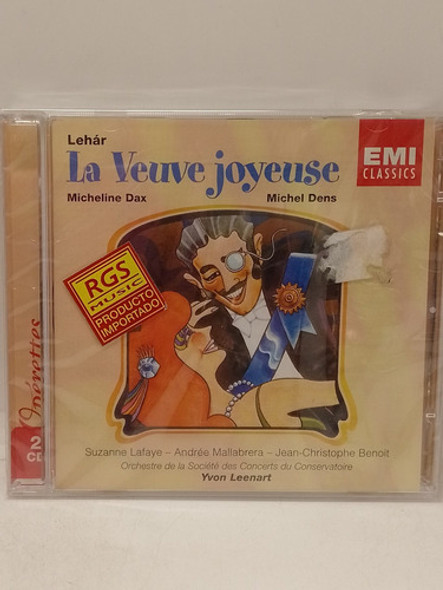 Lehár
La Veuve joyeuse
EMI
CLASSICS
Micheline Dax
Michel Dens
RGS
MUSIC
PRODUCTO
IMPORTADO
Opérettes
2
CD
Suzanne Lafaye – Andrée Mallabrera – Jean-Christophe Benoit
Orchestre de la Société des Concerts du Conservatoire
Yvon Leenart